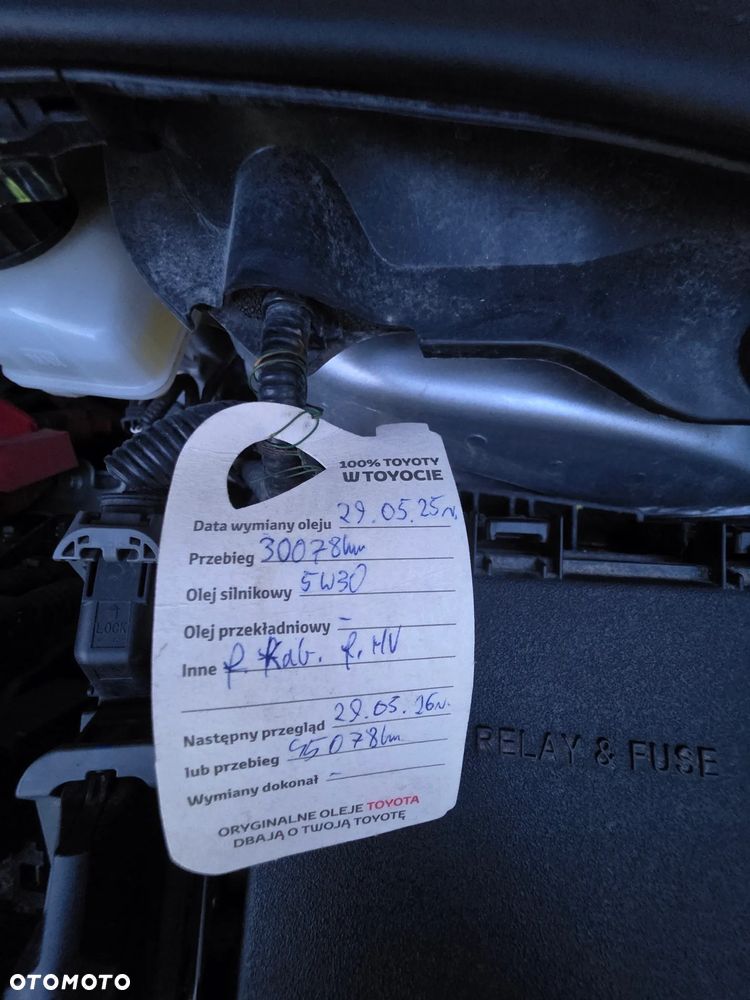 100% TOYOTY
W TOYOCIE
Data wymiany oleju 29.05.25r.
Przebieg 30078km
Olej silnikowy 5W30
Olej przekładniowy -
Inne f. kab. f. HV
Następny przegląd 29.05.26r.
lub przebieg 45078km
Wymiany dokonał -
ORYGINALNE OLEJE TOYOTA
DBAJĄ O TWOJĄ TOYOTĘ
LOCK
RELAY & FUSE
OTOMOTO